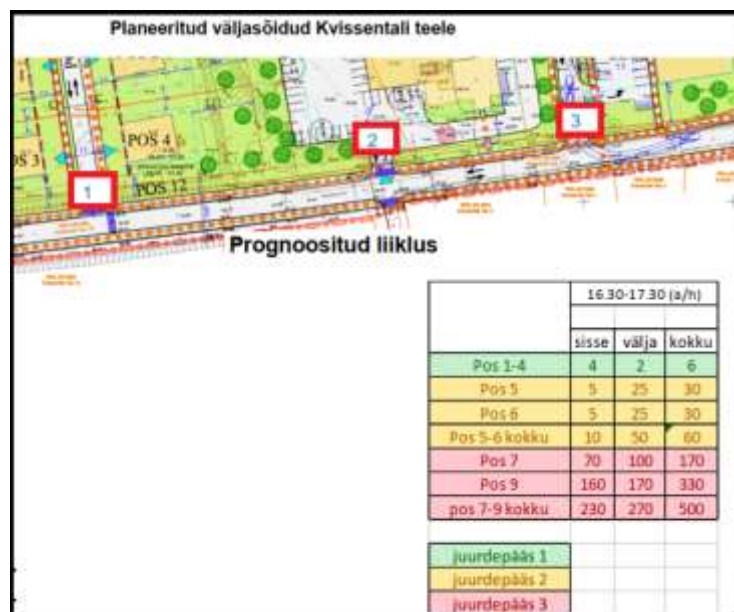 Planeeritud väljasõidud Kvissentali teele
3
2
POS 4
POS 3
1
POS 12
Prognoositud liiklus
16.30-17.30 (a/h)
sisse välja kokku
Pos 1-4 4 2 6
Pos 5 5 25 30
Pos 6 5 25 30
Pos 5-6 kokku 10 50 60
Pos 7 70 100 170
Pos 9 160 170 330
pos 7-9 kokku 230 270 500
juurdepääs 1
juurdepääs 2
juurdepääs 3